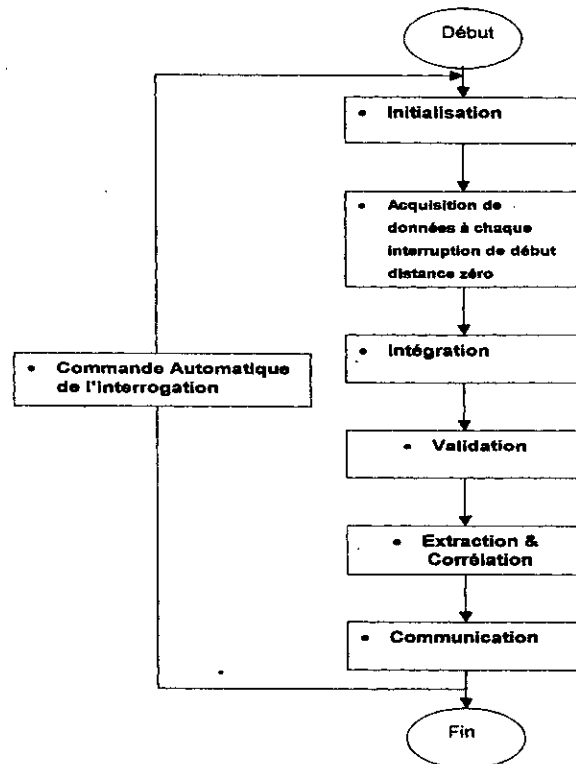 Début
• Initialisation
• Acquisition de
données à chaque
interruption de début
distance zéro
• Intégration
• Commande Automatique
de l'interrogation
• Validation
• Extraction &
Corrélation
• Communication
Fin